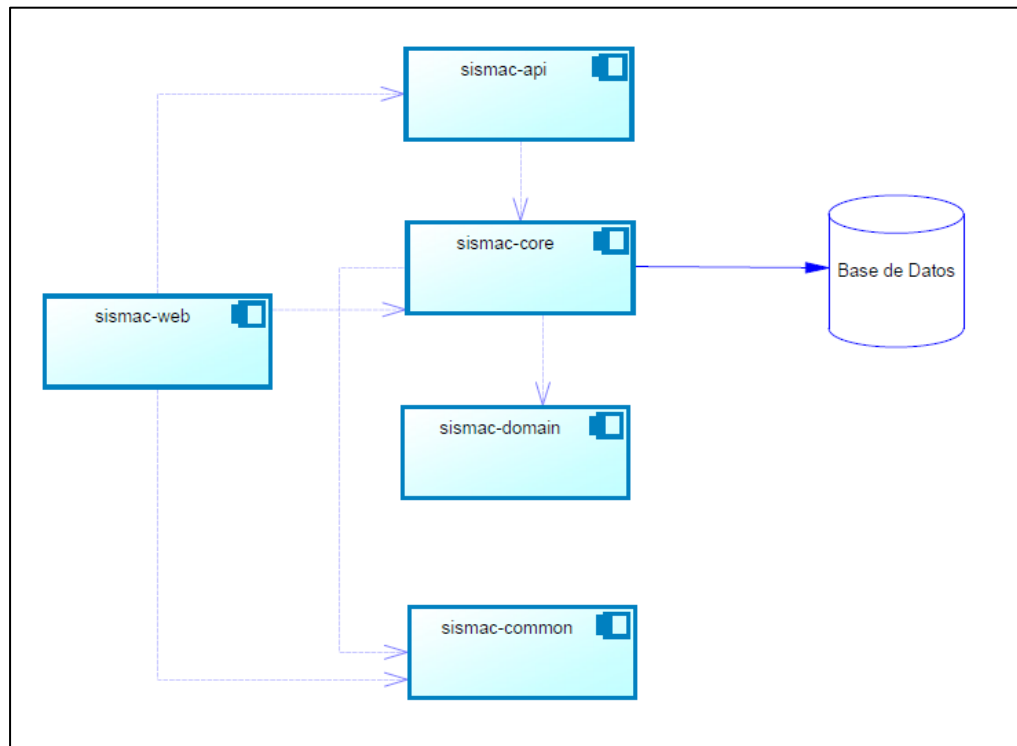 sismac-api
sismac-core
Base de Datos
sismac-web
sismac-domain
sismac-common